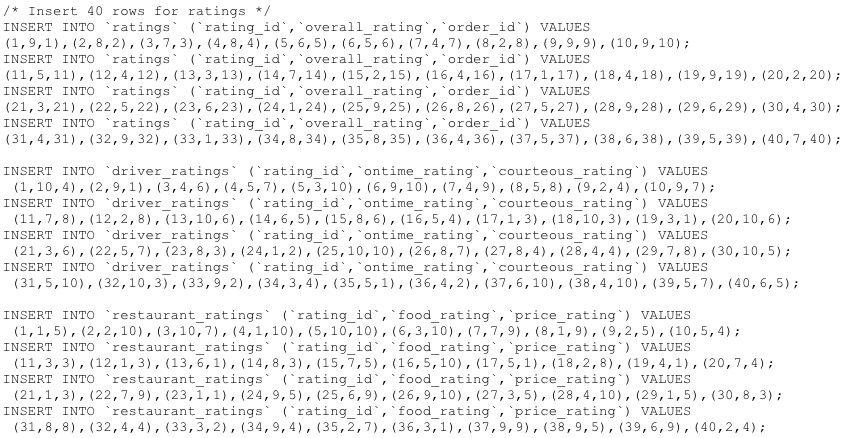 /* Insert 40 rows for ratings */
INSERT INTO `ratings` (`rating_id`,`overall_rating`,`order_id`) VALUES
(1,9,1),(2,8,2),(3,7,3),(4,8,4),(5,6,5),(6,5,6),(7,4,7),(8,2,8),(9,9,9),(10,9,10);
INSERT INTO `ratings` (`rating_id`,`overall_rating`,`order_id`) VALUES
(11,5,11),(12,4,12),(13,3,13),(14,7,14),(15,2,15),(16,4,16),(17,1,17),(18,4,18),(19,9,19),(20,2,20);
INSERT INTO `ratings` (`rating_id`,`overall_rating`,`order_id`) VALUES
(21,3,21),(22,5,22),(23,6,23),(24,1,24),(25,9,25),(26,8,26),(27,5,27),(28,9,28),(29,6,29),(30,4,30);
INSERT INTO `ratings` (`rating_id`,`overall_rating`,`order_id`) VALUES
(31,4,31),(32,9,32),(33,1,33),(34,8,34),(35,8,35),(36,4,36),(37,5,37),(38,6,38),(39,5,39),(40,7,40);
INSERT INTO `driver_ratings` (`rating_id`,`ontime_rating`,`courteous_rating`) VALUES
(1,10,4),(2,9,1),(3,4,6),(4,5,7),(5,3,10),(6,9,10),(7,4,9),(8,5,8),(9,2,4),(10,9,7);
INSERT INTO `driver_ratings` (`rating_id`,`ontime_rating`,`courteous_rating`) VALUES
(11,7,8),(12,2,8),(13,10,6),(14,6,5),(15,8,6),(16,5,4),(17,1,3),(18,10,3),(19,3,1),(20,10,6);
INSERT INTO `driver_ratings` (`rating_id`,`ontime_rating`,`courteous_rating`) VALUES
(21,3,6),(22,5,7),(23,8,3),(24,1,2),(25,10,10),(26,8,7),(27,8,4),(28,4,4),(29,7,8),(30,10,5);
INSERT INTO `driver_ratings` (`rating_id`,`ontime_rating`,`courteous_rating`) VALUES
(31,5,10),(32,10,3),(33,9,2),(34,3,4),(35,5,1),(36,4,2),(37,6,10),(38,4,10),(39,5,7),(40,6,5);
INSERT INTO `restaurant_ratings` (`rating_id`,`food_rating`,`price_rating`) VALUES
(1,1,5),(2,2,10),(3,10,7),(4,1,10),(5,10,10),(6,3,10),(7,7,9),(8,1,9),(9,2,5),(10,5,4);
INSERT INTO `restaurant_ratings` (`rating_id`,`food_rating`,`price_rating`) VALUES
(11,3,3),(12,1,3),(13,6,1),(14,8,3),(15,7,5),(16,5,10),(17,5,1),(18,2,8),(19,4,1),(20,7,4);
INSERT INTO `restaurant_ratings` (`rating_id`,`food_rating`,`price_rating`) VALUES
(21,1,3),(22,7,9),(23,1,1),(24,9,5),(25,6,9),(26,9,10),(27,3,5),(28,4,10),(29,1,5),(30,8,3);
INSERT INTO `restaurant_ratings` (`rating_id`,`food_rating`,`price_rating`) VALUES
(31,8,8),(32,4,4),(33,3,2),(34,9,4),(35,2,7),(36,3,1),(37,9,9),(38,9,5),(39,6,9),(40,2,4);